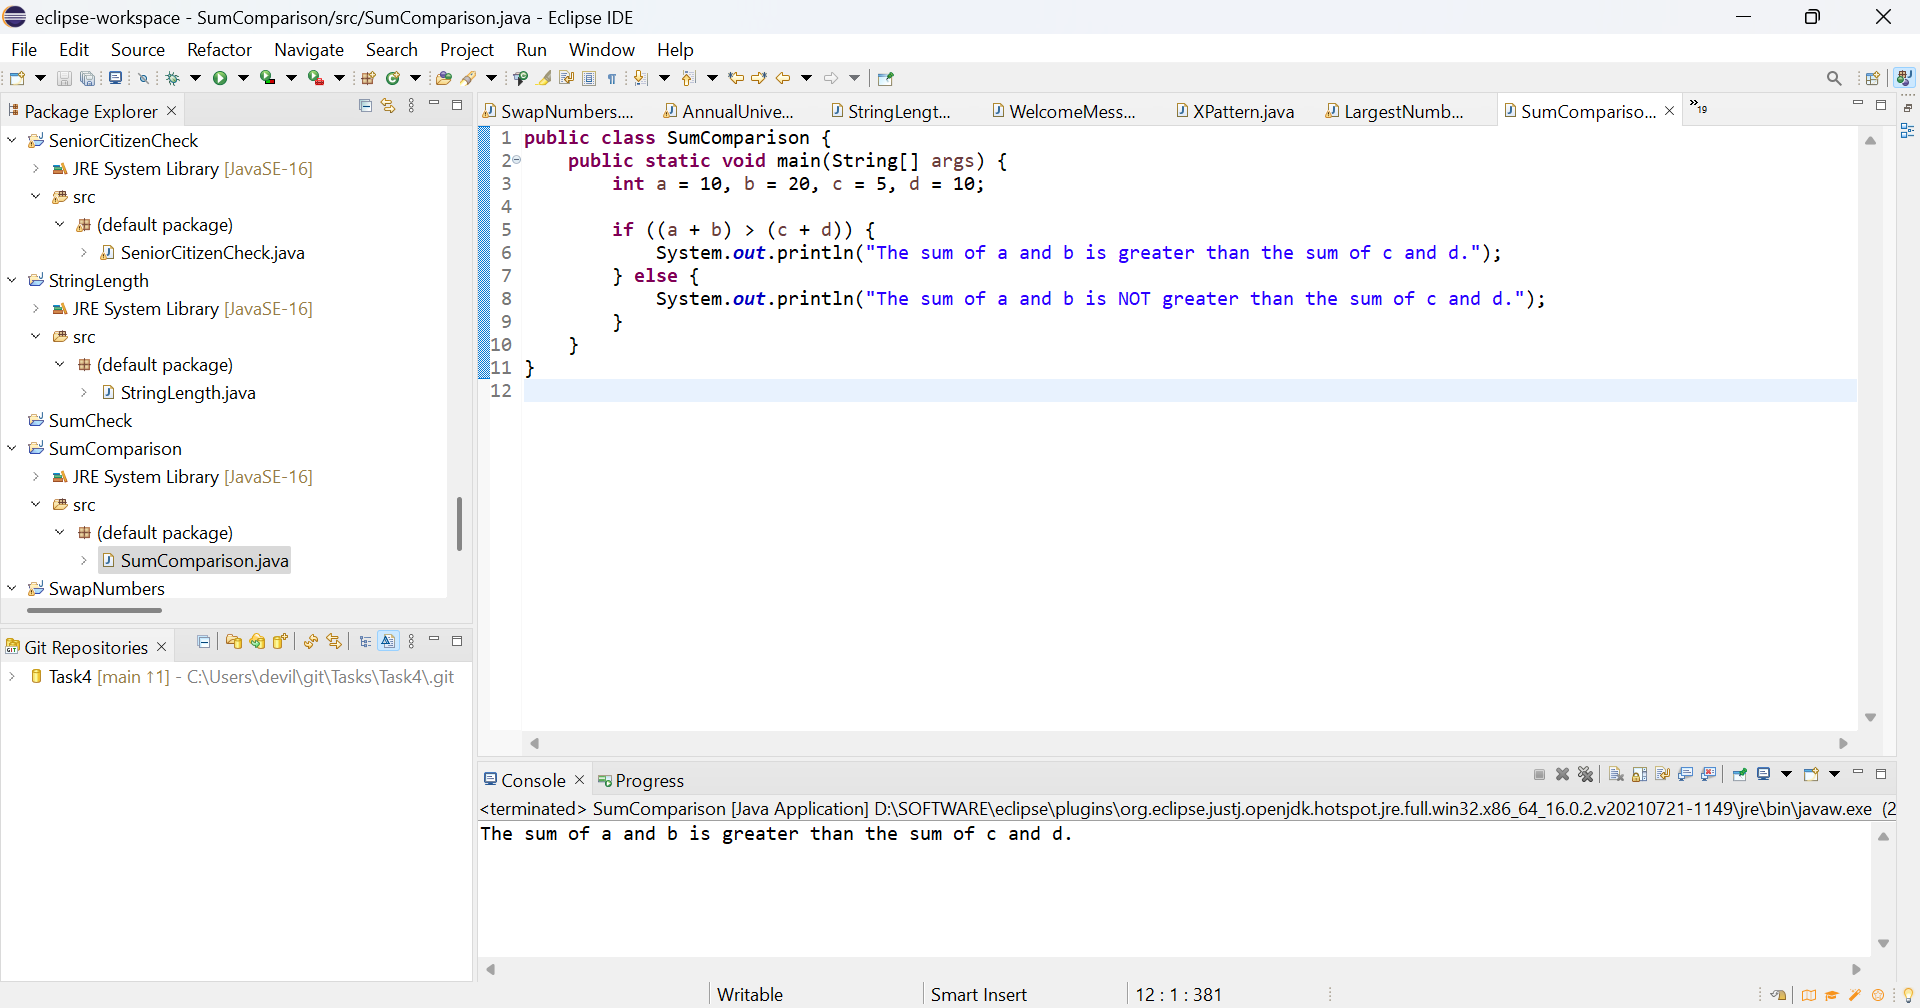 eclipse-workspace - SumComparison/src/SumComparison.java - Eclipse IDE
File Edit Source Refactor Navigate Search Project Run Window Help
Package Explorer
SeniorCitizenCheck
JRE System Library [JavaSE-16]
src
(default package)
SeniorCitizenCheck.java
StringLength
JRE System Library [JavaSE-16]
src
(default package)
StringLength.java
SumCheck
SumComparison
JRE System Library [JavaSE-16]
src
(default package)
SumComparison.java
SwapNumbers
Git Repositories
Task4 [main ↑1] - C:\Users\devil\git\Tasks\Task4\.git
SwapNumbers.... AnnualUnive... StringLengt... WelcomeMess... XPattern.java LargestNumb... SumCompariso... »19
1 public class SumComparison {
2 public static void main(String[] args) {
3 int a = 10, b = 20, c = 5, d = 10;
4
5 if ((a + b) > (c + d)) {
6 System.out.println("The sum of a and b is greater than the sum of c and d.");
7 } else {
8 System.out.println("The sum of a and b is NOT greater than the sum of c and d.");
9 }
10 }
11 }
12
Console Progress
<terminated> SumComparison [Java Application] D:\SOFTWARE\eclipse\plugins\org.eclipse.justj.openjdk.hotspot.jre.full.win32.x86_64_16.0.2.v20210721-1149\jre\bin\javaw.exe (2
The sum of a and b is greater than the sum of c and d.
Writable Smart Insert 12 : 1 : 381